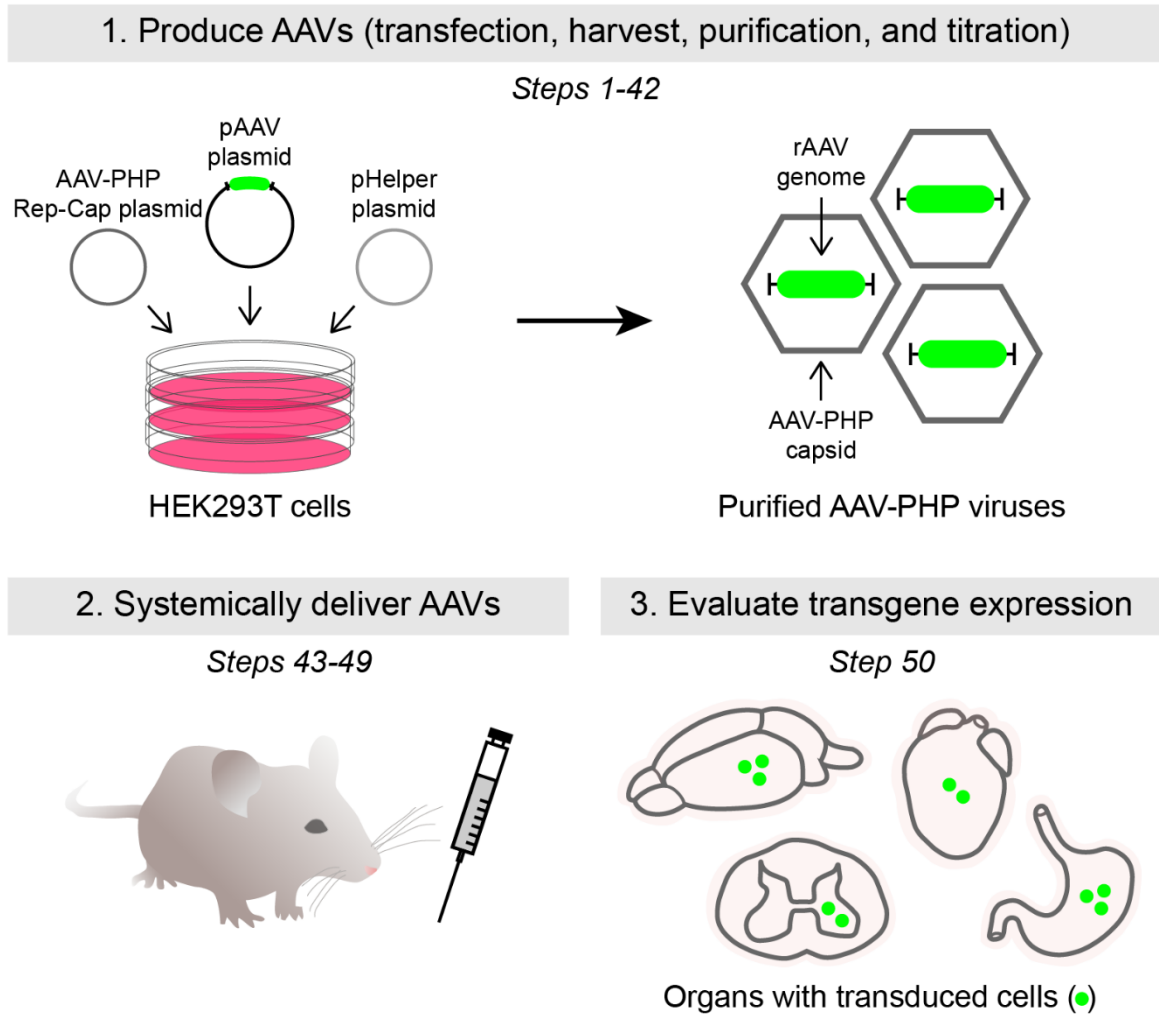 1. Produce AAVs (transfection, harvest, purification, and titration)
Steps 1-42
pAAV
plasmid
AAV-PHP
Rep-Cap plasmid
pHelper
plasmid
HEK293T cells
rAAV
genome
AAV-PHP
capsid
Purified AAV-PHP viruses
2. Systemically deliver AAVs
Steps 43-49
3. Evaluate transgene expression
Step 50
Organs with transduced cells ( )